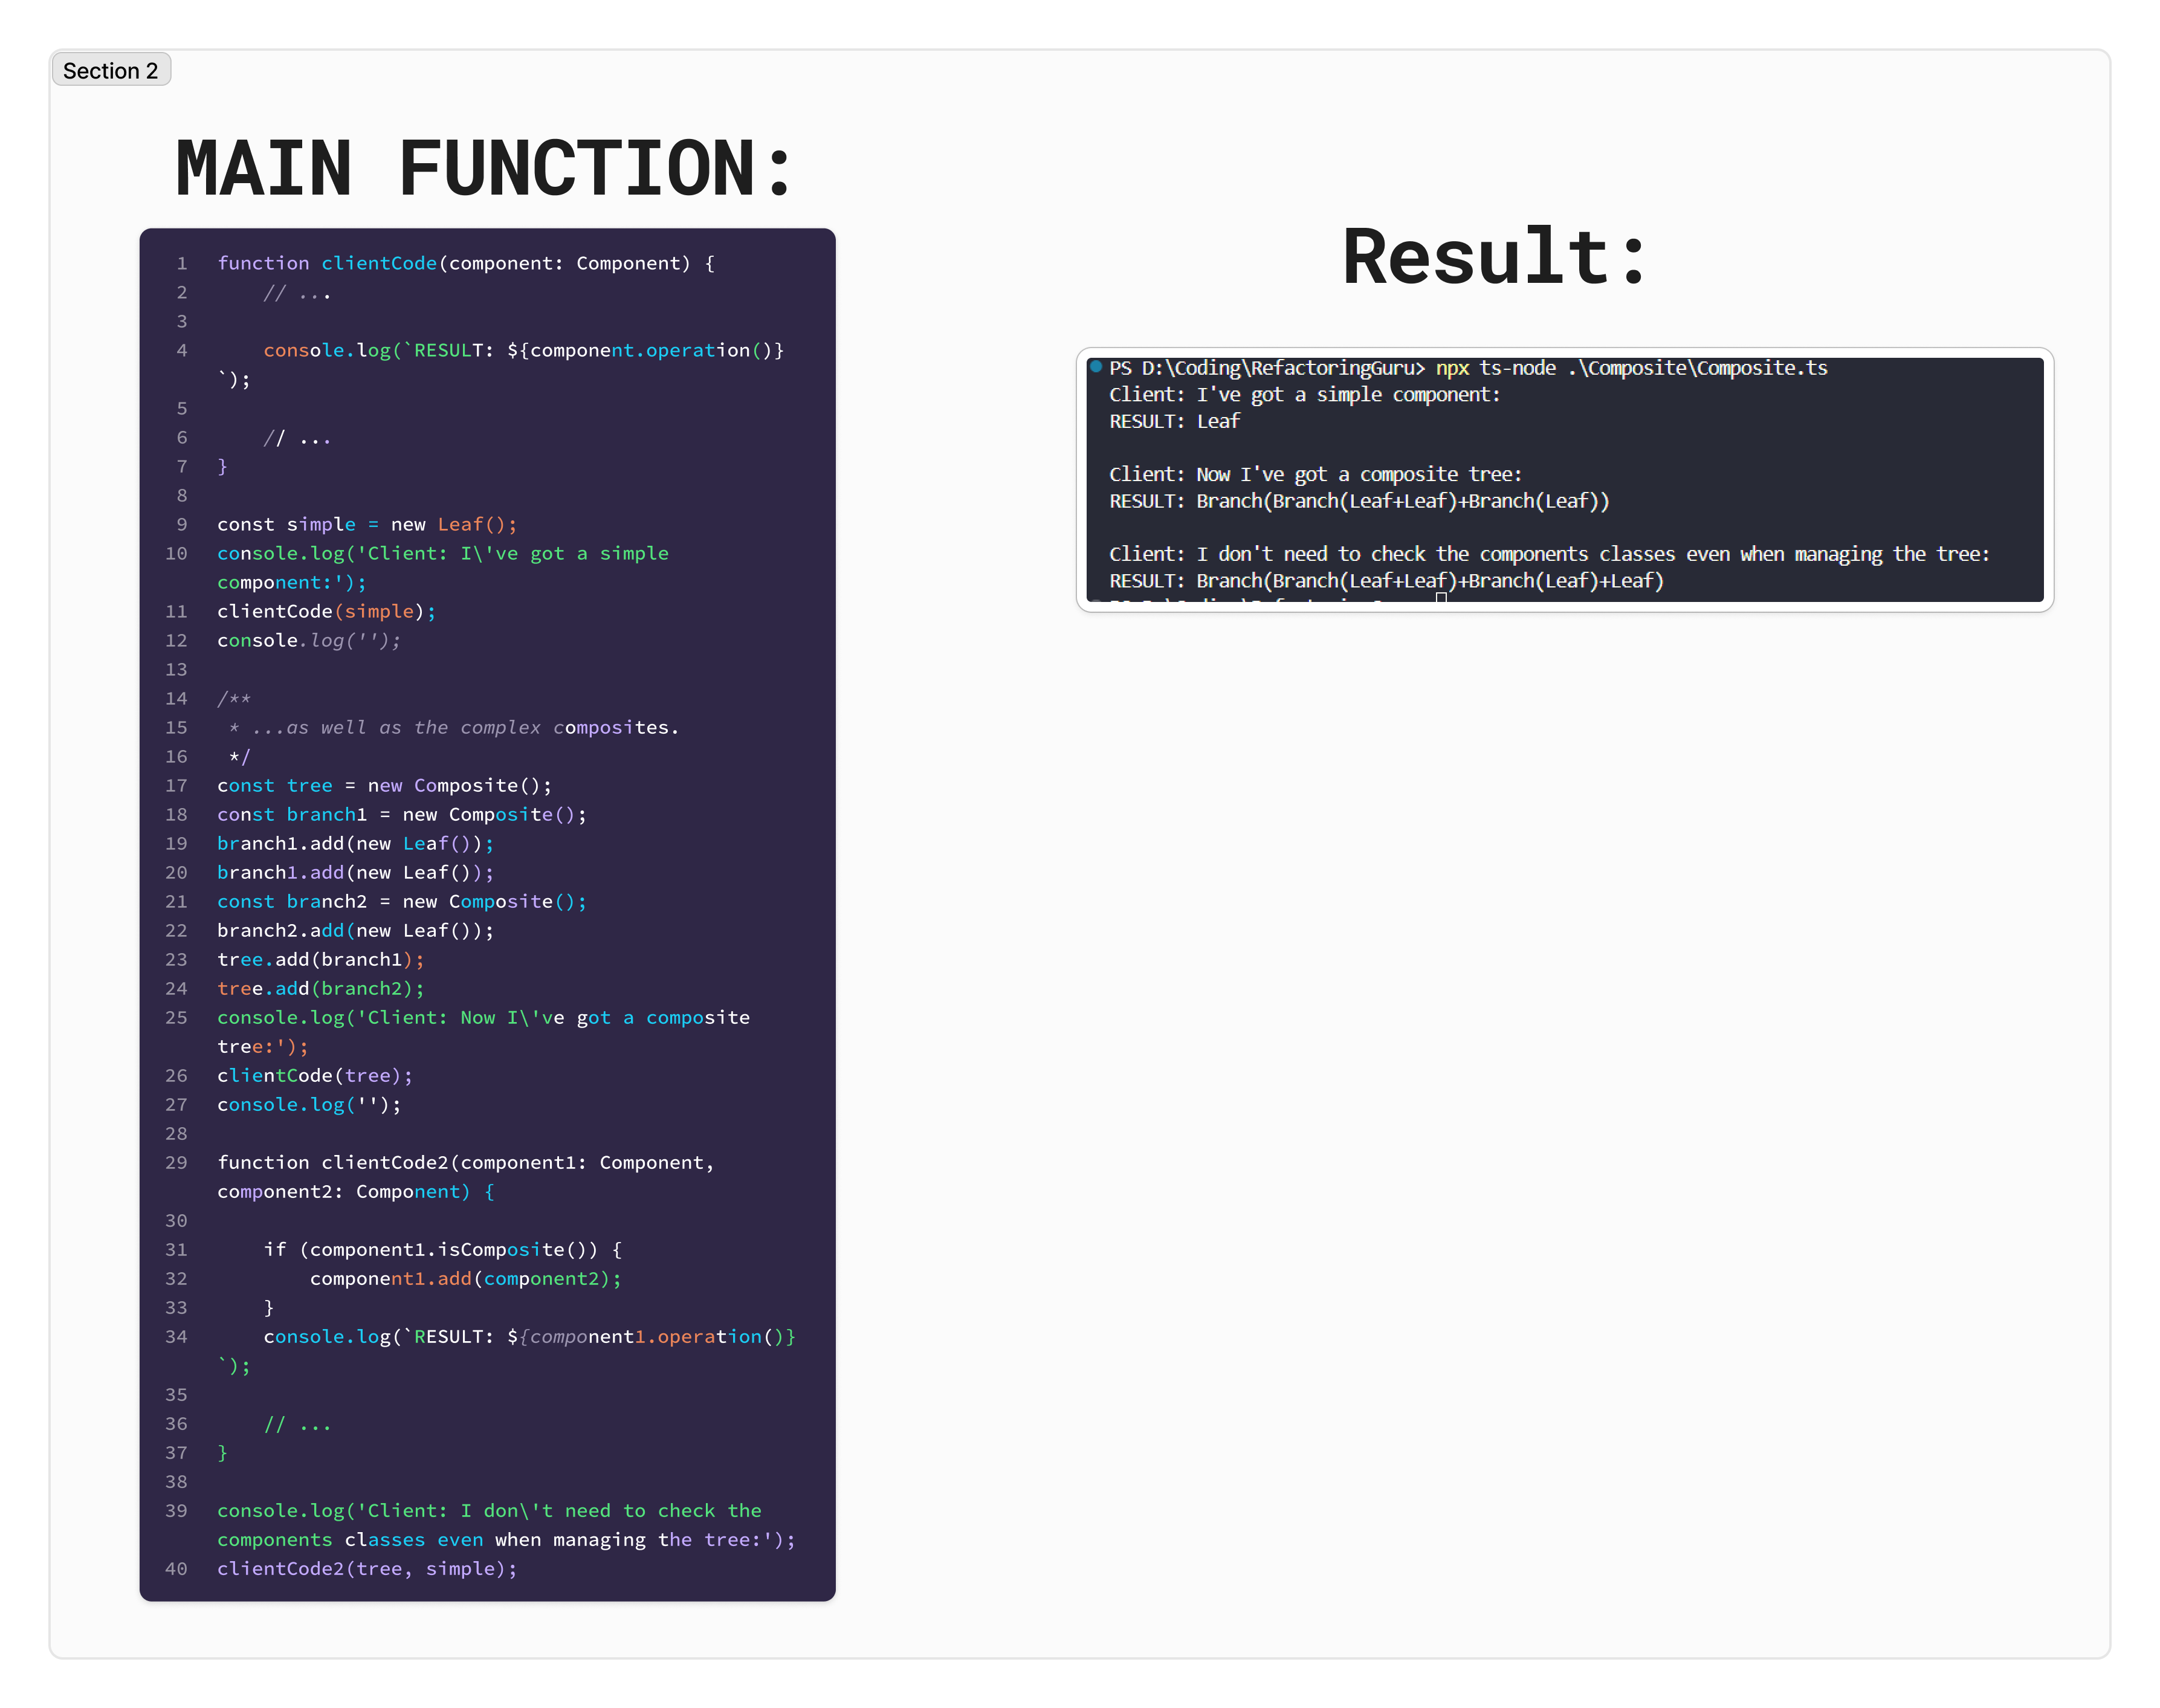 Section 2
MAIN FUNCTION:
1 function clientCode(component: Component) {
2     // ...
3
4     console.log(`RESULT: ${component.operation()}
`);
5
6     // ...
7 }
8
9 const simple = new Leaf();
10 console.log('Client: I\'ve got a simple
component:');
11 clientCode(simple);
12 console.log('');
13
14 /**
15  * ...as well as the complex composites.
16  */
17 const tree = new Composite();
18 const branch1 = new Composite();
19 branch1.add(new Leaf());
20 branch1.add(new Leaf());
21 const branch2 = new Composite();
22 branch2.add(new Leaf());
23 tree.add(branch1);
24 tree.add(branch2);
25 console.log('Client: Now I\'ve got a composite
tree:');
26 clientCode(tree);
27 console.log('');
28
29 function clientCode2(component1: Component,
component2: Component) {
30
31     if (component1.isComposite()) {
32         component1.add(component2);
33     }
34     console.log(`RESULT: ${component1.operation()}
`);
35
36     // ...
37 }
38
39 console.log('Client: I don\'t need to check the
components classes even when managing the tree:');
40 clientCode2(tree, simple);
Result:
PS D:\Coding\RefactoringGuru> npx ts-node .\Composite\Composite.ts
Client: I've got a simple component:
RESULT: Leaf
Client: Now I've got a composite tree:
RESULT: Branch(Branch(Leaf+Leaf)+Branch(Leaf))
Client: I don't need to check the components classes even when managing the tree:
RESULT: Branch(Branch(Leaf+Leaf)+Branch(Leaf)+Leaf)